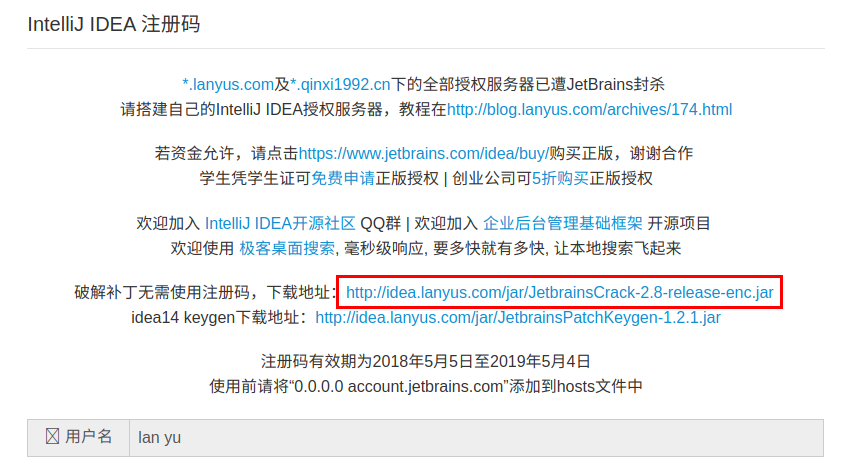 IntelliJ IDEA 注册码
*.lanyus.com及*.qinxi1992.cn下的全部授权服务器已遭JetBrains封杀
请搭建自己的IntelliJ IDEA授权服务器，教程在http://blog.lanyus.com/archives/174.html
若资金允许，请点击https://www.jetbrains.com/idea/buy/购买正版，谢谢合作
学生凭学生证可免费申请正版授权 | 创业公司可5折购买正版授权
欢迎加入 IntelliJ IDEA开源社区 QQ群 | 欢迎加入 企业后台管理基础框架 开源项目
欢迎使用 极客桌面搜索, 毫秒级响应, 要多快就有多快, 让本地搜索飞起来
破解补丁无需使用注册码，下载地址：http://idea.lanyus.com/jar/JetbrainsCrack-2.8-release-enc.jar
idea14 keygen下载地址：http://idea.lanyus.com/jar/JetbrainsPatchKeygen-1.2.1.jar
注册码有效期为2018年5月5日至2019年5月4日
使用前请将“0.0.0.0 account.jetbrains.com”添加到hosts文件中
用户名 lan yu